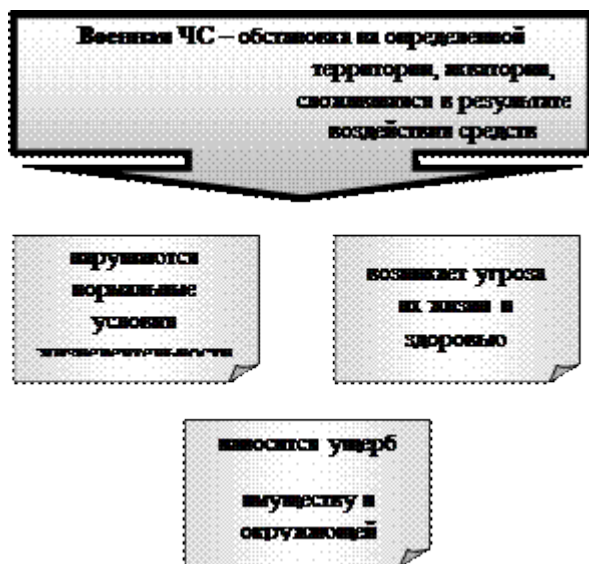 Военная ЧС – обстановка на определенной
территории, акватории,
сложившаяся в результате
воздействия средств
нарушаются
нормальные
условия
жизнедеятельности
возникает угроза
их жизни и
здоровью
наносится ущерб
имуществу и
окружающей